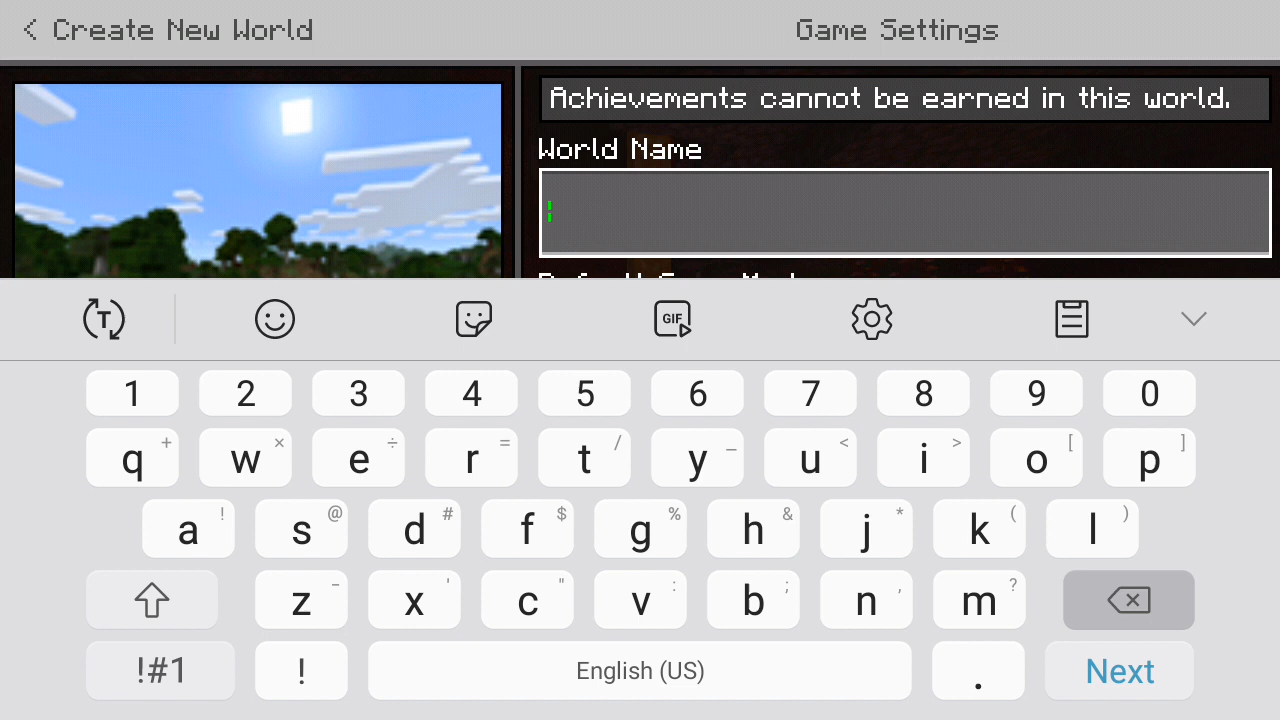 Create New World
Game Settings
Achievements cannot be earned in this world.
World Name
T
GIF
1 2 3 4 5 6 7 8 9 0
q + w × e ÷ r = t / y _ u < i > o [ p ]
a ! s @ d # f $ g % h & j * k ( l )
z - x ' c " v : b ; n , m ?
!#1 ! English (US) . Next